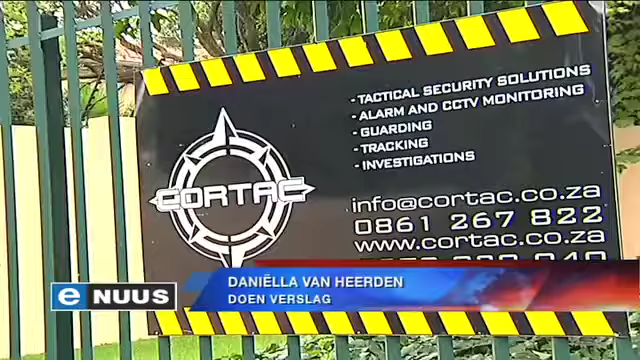 - TACTICAL SECURITY SOLUTIONS
- ALARM AND CCTV MONITORING
- GUARDING
- TRACKING
- INVESTIGATIONS
CORTAC
info@cortac.co.za
0861 267 822
www.cortac.co.za
DANIËLLA VAN HEERDEN
DOEN VERSLAG
e NUUS